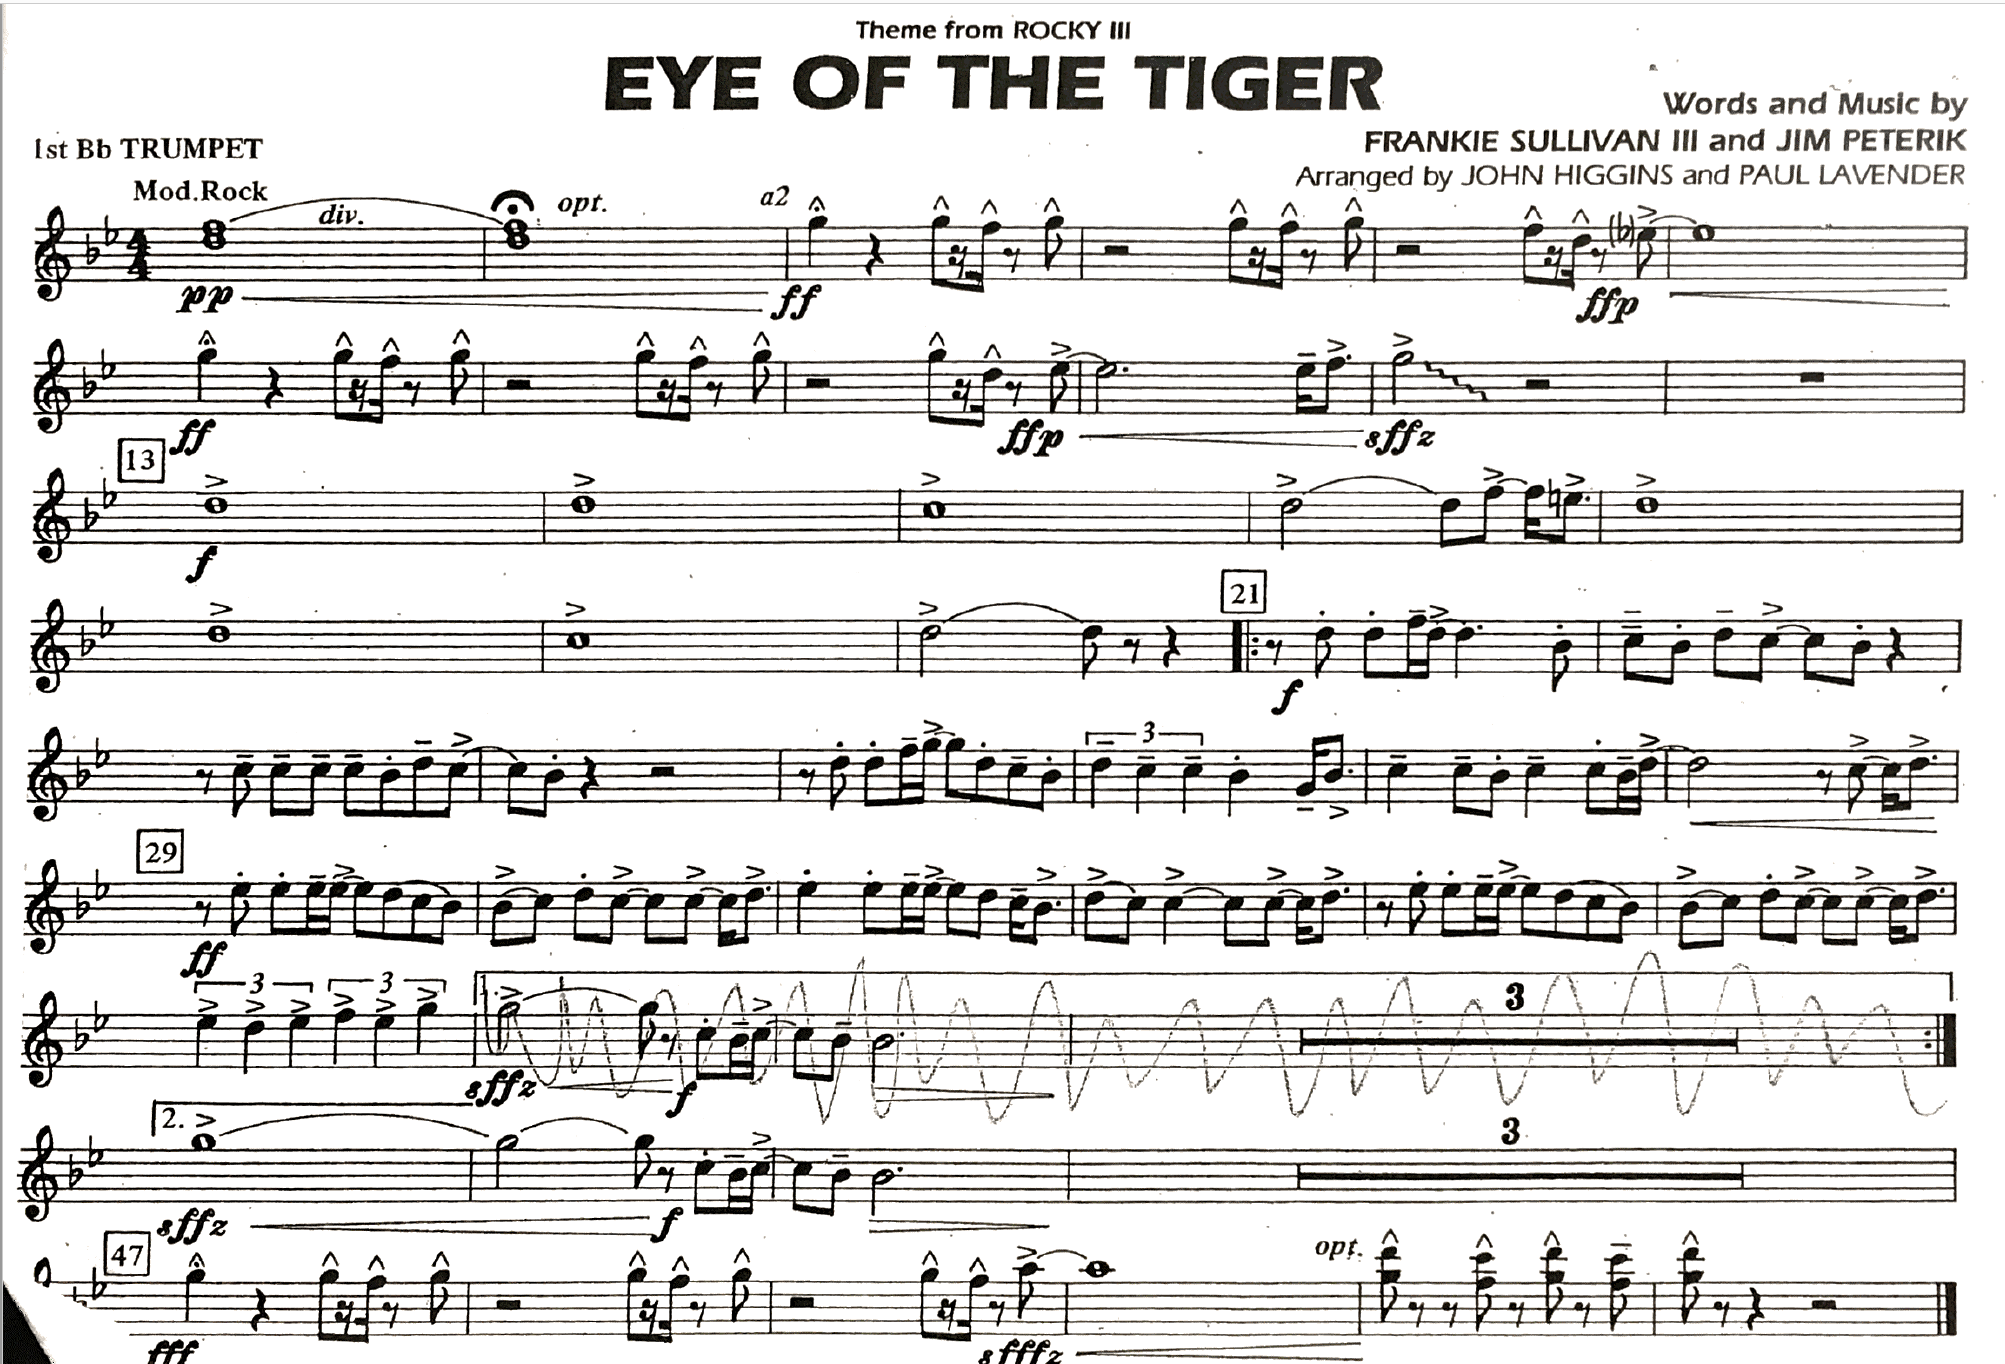 Theme from ROCKY III
EYE OF THE TIGER
Words and Music by
FRANKIE SULLIVAN III and JIM PETERIK
Arranged by JOHN HIGGINS and PAUL LAVENDER
1st Bb TRUMPET
Mod.Rock
div. opt. a2
4
4
pp ff ffp
ff ffp sffz
13
f
21
f
3
29
ff
3 3 1. 3
sffz f
2. 3
sffz f
47 opt.
fff sfffz